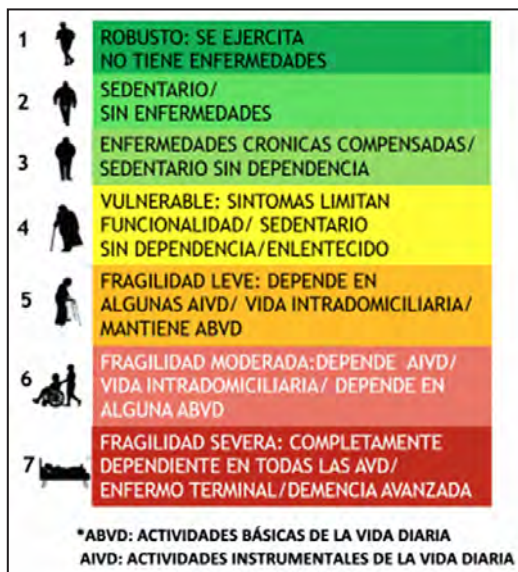 1 ROBUSTO: SE EJERCITA
NO TIENE ENFERMEDADES
2 SEDENTARIO/
SIN ENFERMEDADES
3 ENFERMEDADES CRONICAS COMPENSADAS/
SEDENTARIO SIN DEPENDENCIA
4 VULNERABLE: SINTOMAS LIMITAN
FUNCIONALIDAD/ SEDENTARIO
SIN DEPENDENCIA/ENLENTECIDO
5 FRAGILIDAD LEVE: DEPENDE EN
ALGUNAS AIVD/ VIDA INTRADOMICILIARIA/
MANTIENE ABVD
6 FRAGILIDAD MODERADA:DEPENDE AIVD/
VIDA INTRADOMICILIARIA/ DEPENDE EN
ALGUNA ABVD
7 FRAGILIDAD SEVERA: COMPLETAMENTE
DEPENDIENTE EN TODAS LAS AVD/
ENFERMO TERMINAL/DEMENCIA AVANZADA
*ABVD: ACTIVIDADES BÁSICAS DE LA VIDA DIARIA
AIVD: ACTIVIDADES INSTRUMENTALES DE LA VIDA DIARIA